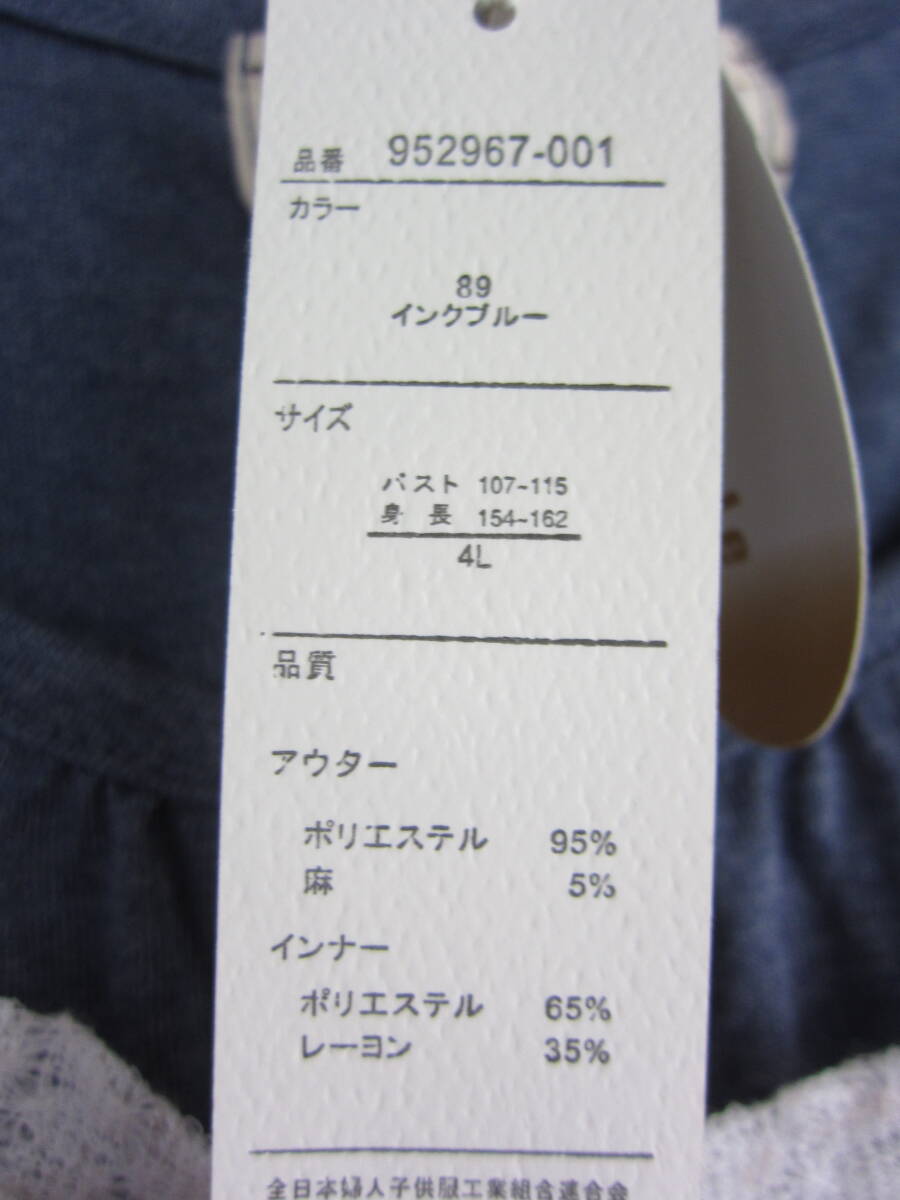 品番 952967-001
カラー
89
インクブルー
サイズ
バスト 107~115
身長 154~162
4L
品質
アウター
ポリエステル 95%
麻 5%
インナー
ポリエステル 65%
レーヨン 35%
全日本婦人子供服工業組合連合会